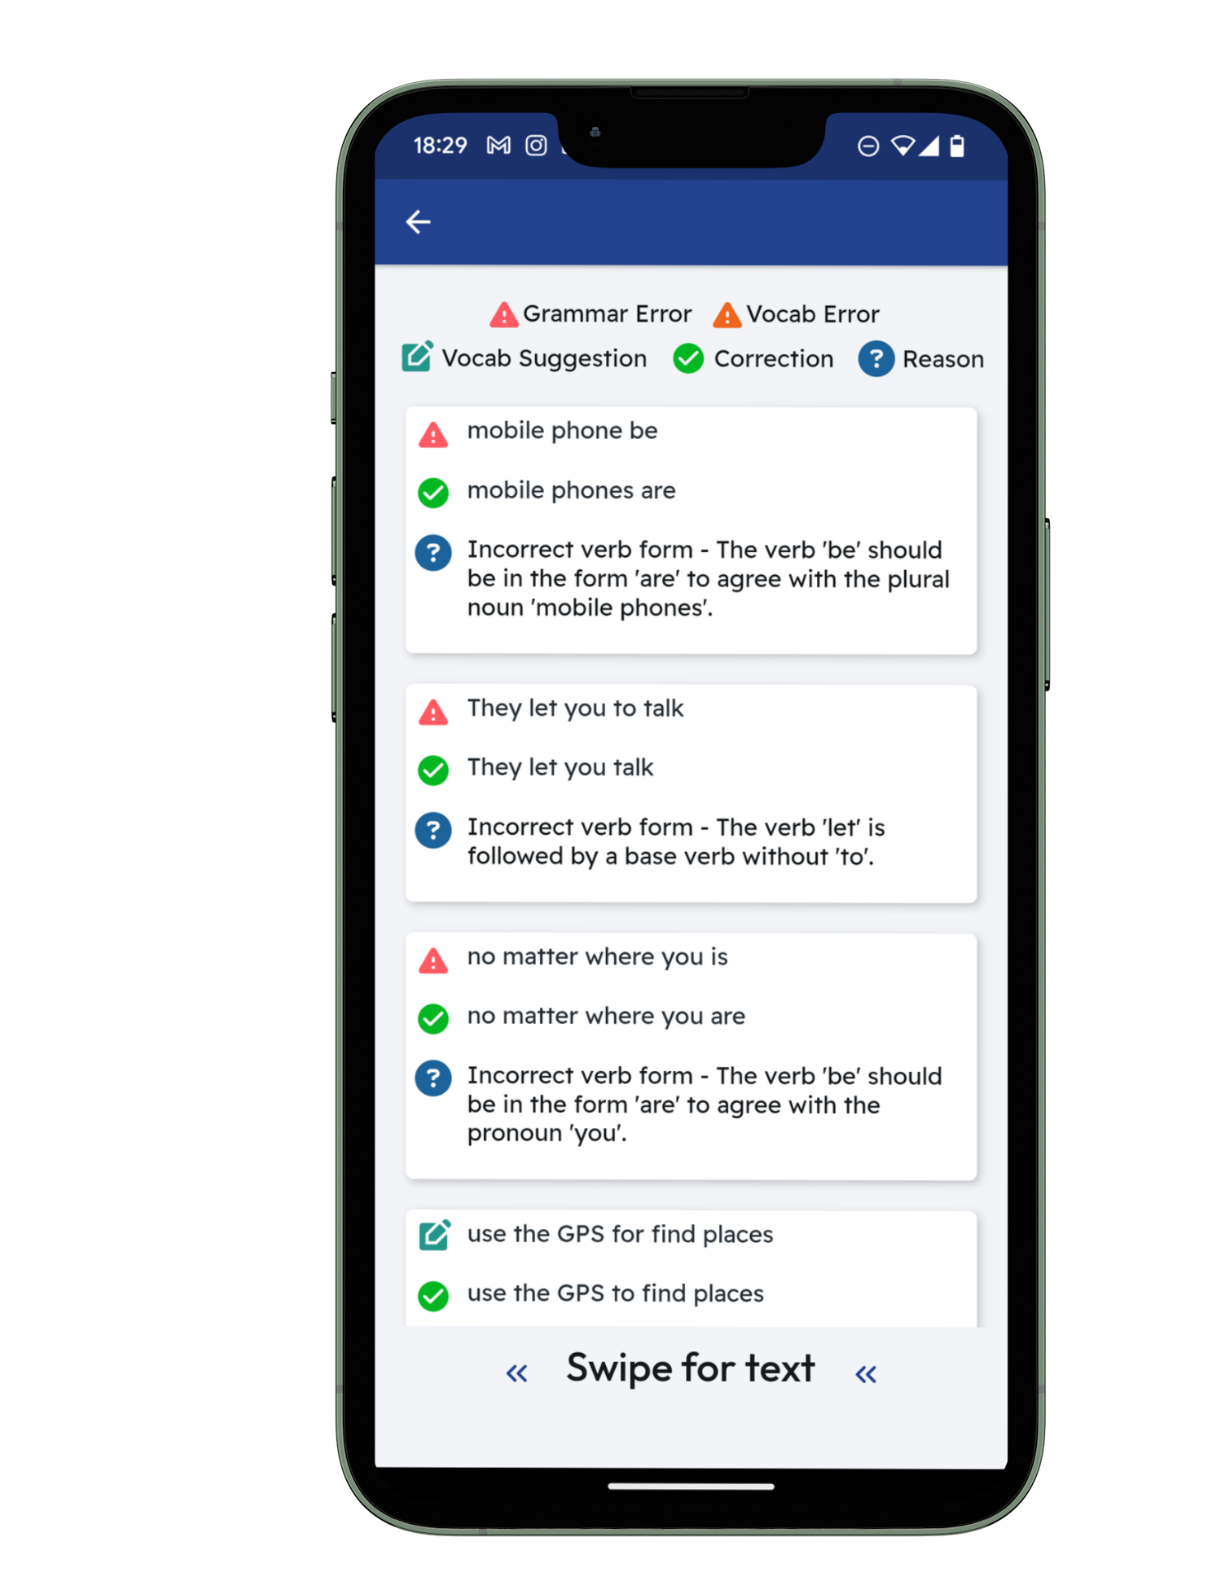 18:29
Grammar Error Vocab Error
Vocab Suggestion Correction Reason
mobile phone be
mobile phones are
Incorrect verb form - The verb 'be' should
be in the form 'are' to agree with the plural
noun 'mobile phones'.
They let you to talk
They let you talk
Incorrect verb form - The verb 'let' is
followed by a base verb without 'to'.
no matter where you is
no matter where you are
Incorrect verb form - The verb 'be' should
be in the form 'are' to agree with the
pronoun 'you'.
use the GPS for find places
use the GPS to find places
« Swipe for text «